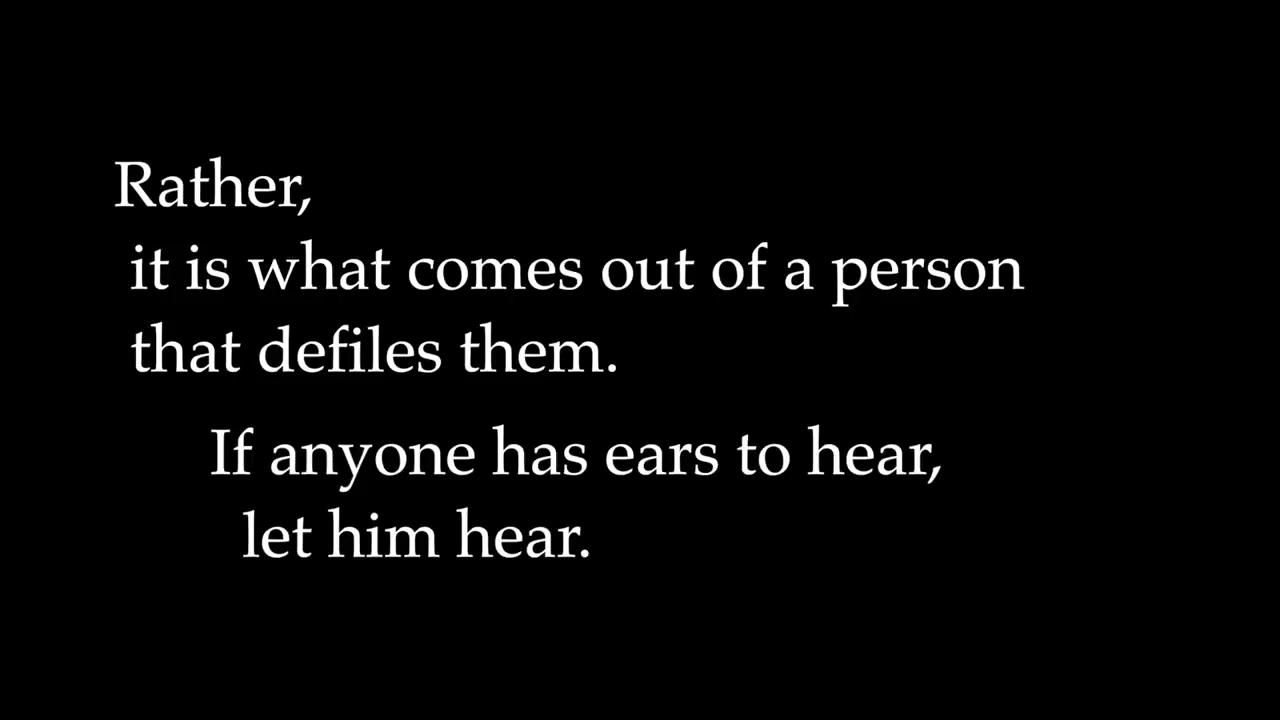 Rather,
it is what comes out of a person
that defiles them.
If anyone has ears to hear,
let him hear.